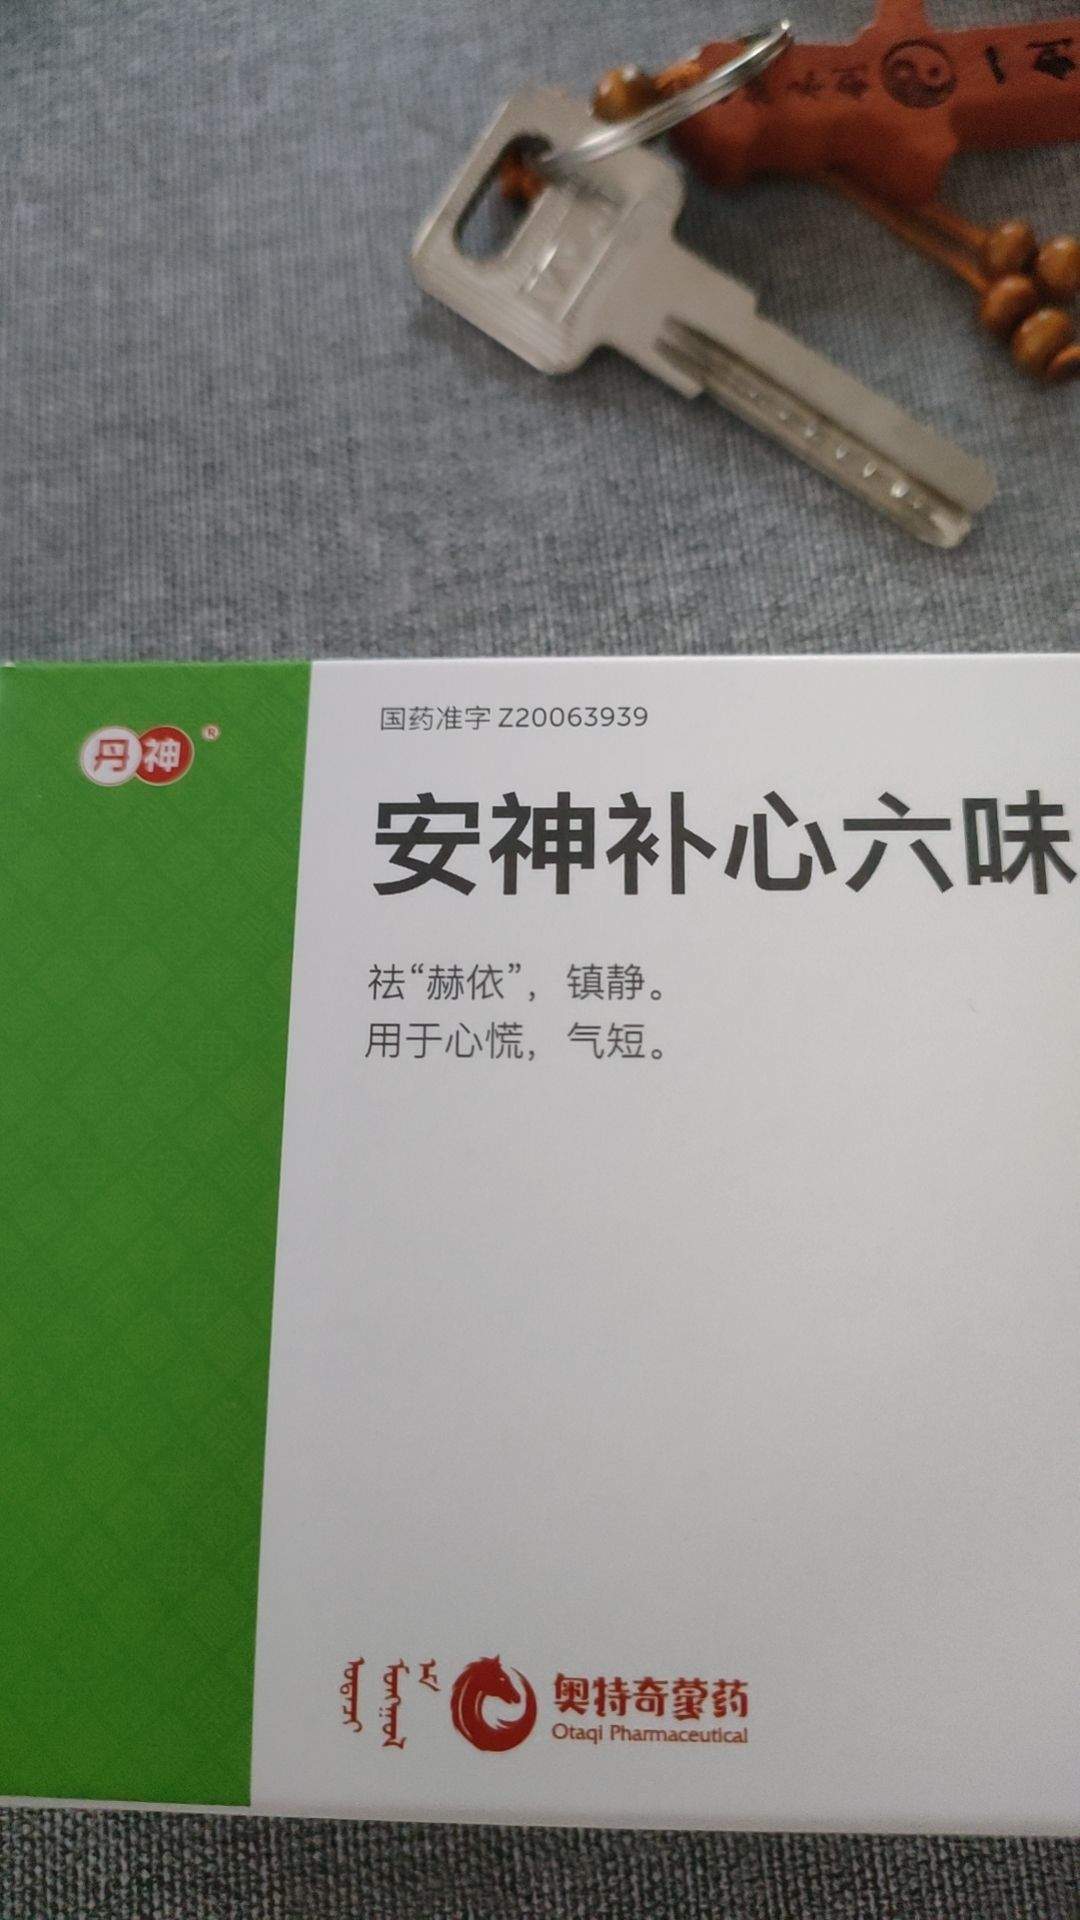 国药准字 Z20063939
丹神®
安神补心六味
祛“赫依”，镇静。
用于心慌，气短。
奥特奇蒙药
Otaqi Pharmaceutical